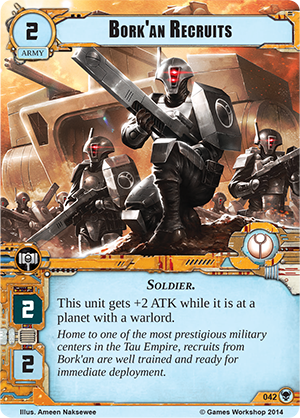 2
Bork'an Recruits
ARMY
Soldier.
2
This unit gets +2 ATK while it is at a
planet with a warlord.
2
Home to one of the most prestigious military
centers in the Tau Empire, recruits from
Bork'an are well trained and ready for
immediate deployment.
042
Illus. Ameen Naksewee
© Games Workshop 2014